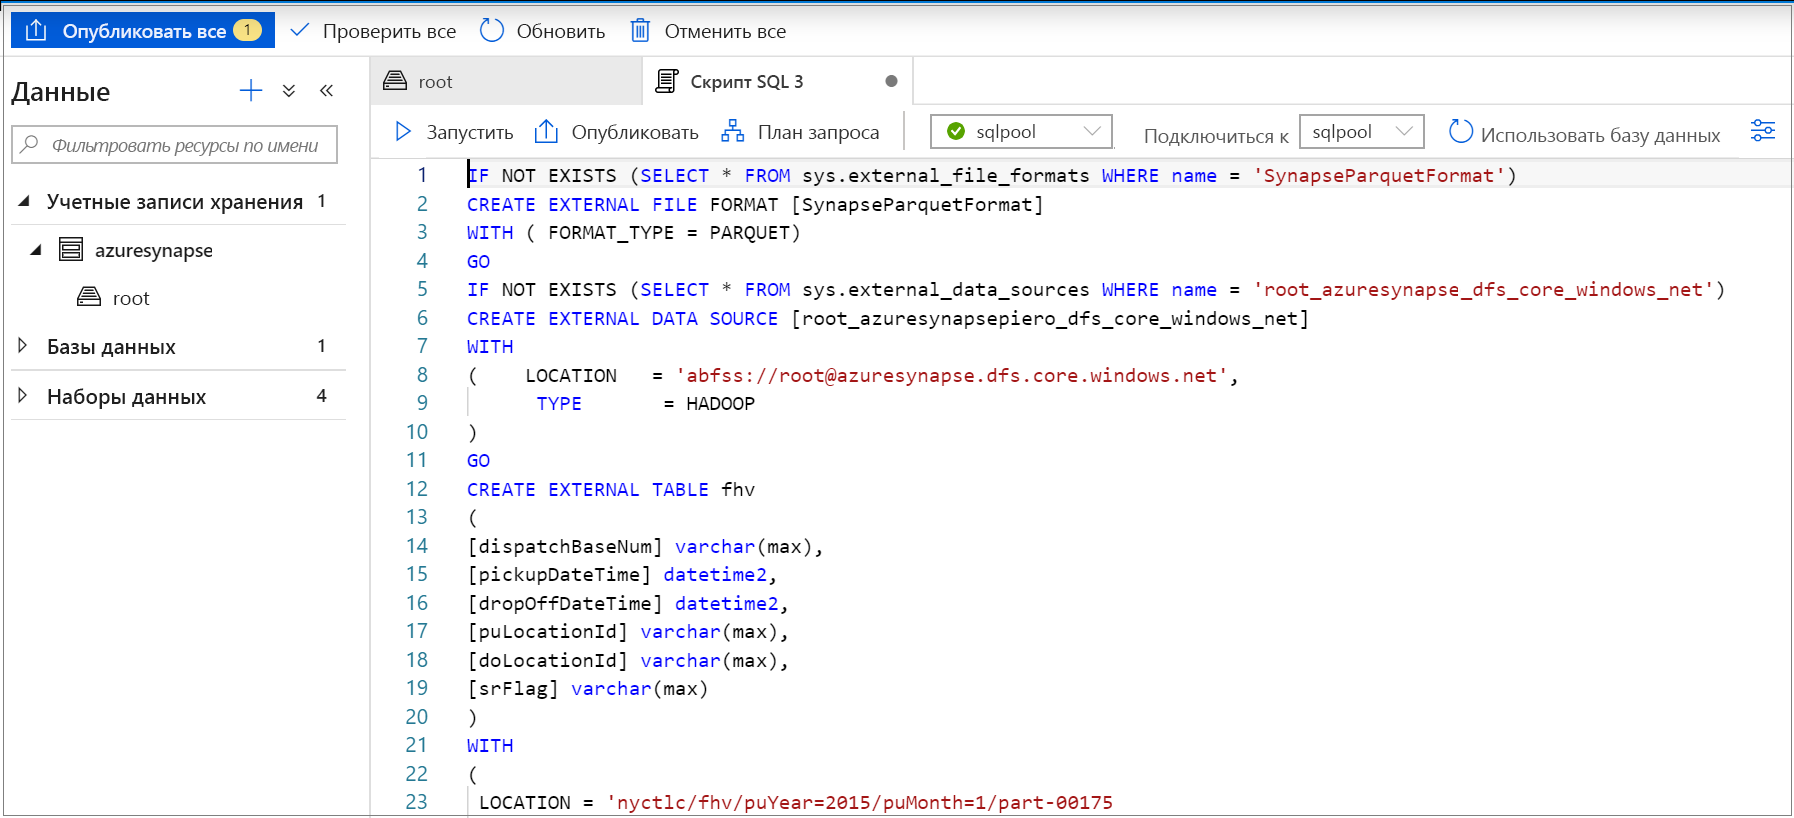 Опубликовать все 1 Проверить все Обновить Отменить все
Данные
Фильтровать ресурсы по имени
Учетные записи хранения 1
azuresynapse
root
Базы данных 1
Наборы данных 4
root
Скрипт SQL 3
Запустить Опубликовать План запроса sqlpool Подключиться к sqlpool Использовать базу данных
1 IF NOT EXISTS (SELECT * FROM sys.external_file_formats WHERE name = 'SynapseParquetFormat')
2 CREATE EXTERNAL FILE FORMAT [SynapseParquetFormat]
3 WITH ( FORMAT_TYPE = PARQUET)
4 GO
5 IF NOT EXISTS (SELECT * FROM sys.external_data_sources WHERE name = 'root_azuresynapse_dfs_core_windows_net')
6 CREATE EXTERNAL DATA SOURCE [root_azuresynapsepiero_dfs_core_windows_net]
7 WITH
8 ( LOCATION = 'abfss://root@azuresynapse.dfs.core.windows.net',
9 TYPE = HADOOP
10 )
11 GO
12 CREATE EXTERNAL TABLE fhv
13 (
14 [dispatchBaseNum] varchar(max),
15 [pickupDateTime] datetime2,
16 [dropOffDateTime] datetime2,
17 [puLocationId] varchar(max),
18 [doLocationId] varchar(max),
19 [srFlag] varchar(max)
20 )
21 WITH
22 (
23 LOCATION = 'nyctlc/fhv/puYear=2015/puMonth=1/part-00175